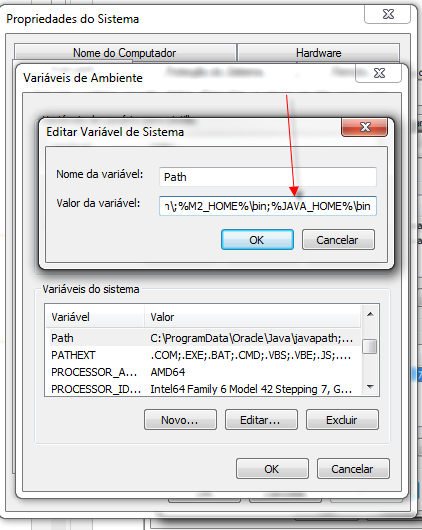 Propriedades do Sistema
Nome do Computador Hardware
Variáveis de Ambiente
Editar Variável de Sistema
Nome da variável: Path
Valor da variável: \;%M2_HOME%\bin;%JAVA_HOME%\bin
OK Cancelar
Variáveis do sistema
Variável Valor
Path C:\ProgramData\Oracle\Java\javapath;...
PATHEXT .COM;.EXE;.BAT;.CMD;.VBS;.VBE;.JS;....
PROCESSOR_A... AMD64
PROCESSOR_ID... Intel64 Family 6 Model 42 Stepping 7, G...
Novo... Editar... Excluir
OK Cancelar